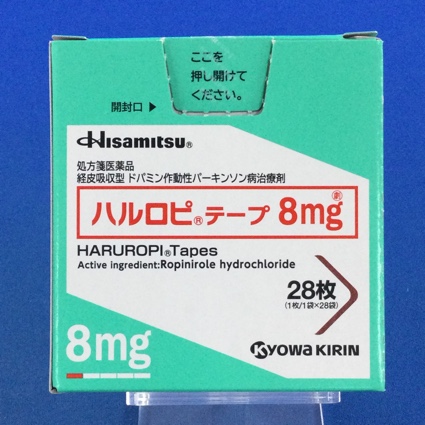 ここを
押し開けて
ください。
開封口 ▶
Hisamitsu®
処方箋医薬品
経皮吸収型 ドパミン作動性パーキンソン病治療剤
ハルロピ®テープ 8mg 劇
HARUROPI®Tapes
Active ingredient:Ropinirole hydrochloride
28枚
(1枚/1袋×28袋)
8mg
KYOWA KIRIN